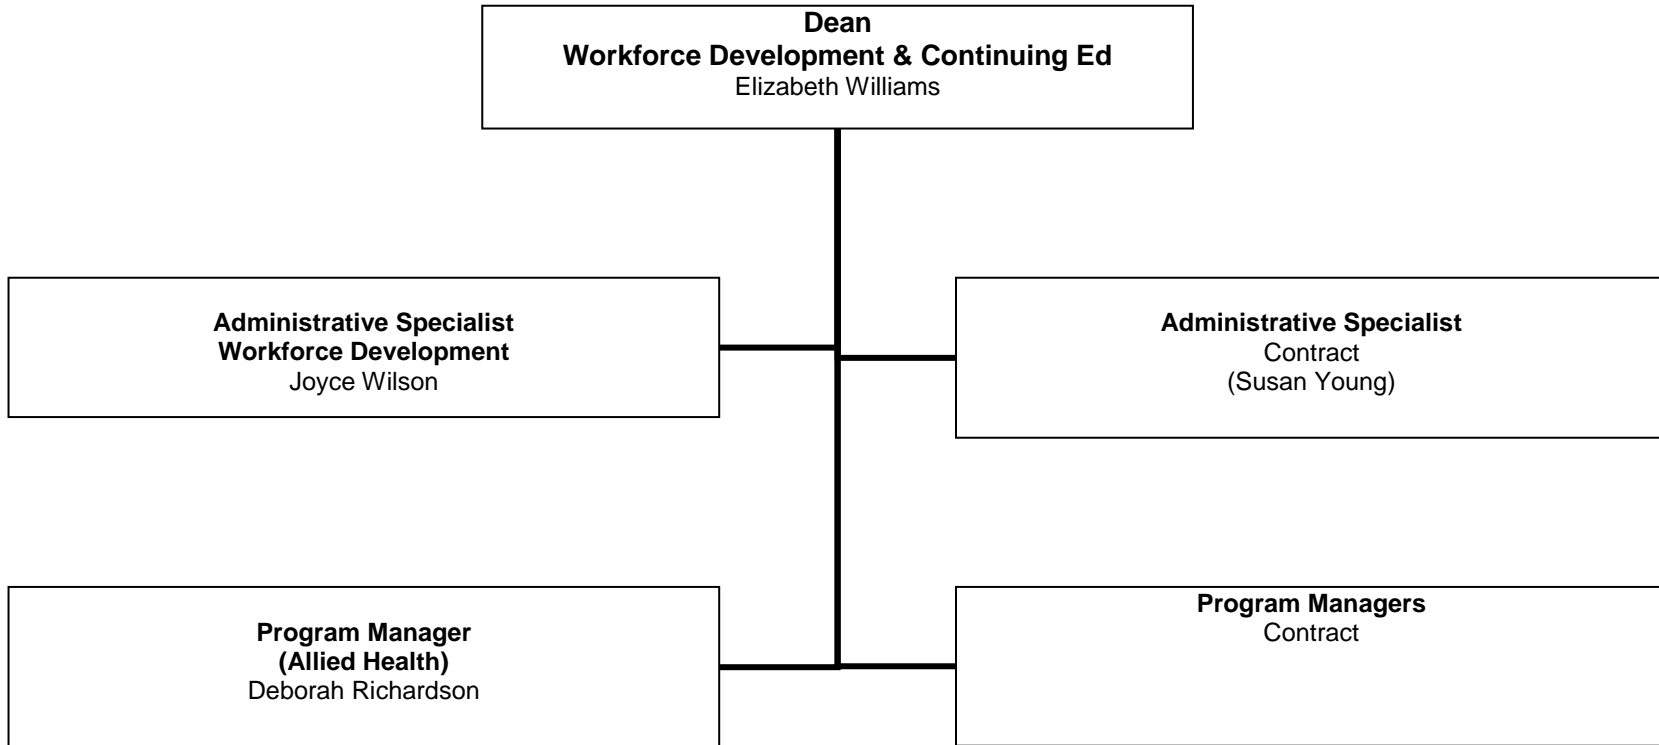 Dean
Workforce Development & Continuing Ed
Elizabeth Williams
Administrative Specialist
Workforce Development
Joyce Wilson
Administrative Specialist
Contract
(Susan Young)
Program Manager
(Allied Health)
Deborah Richardson
Program Managers
Contract